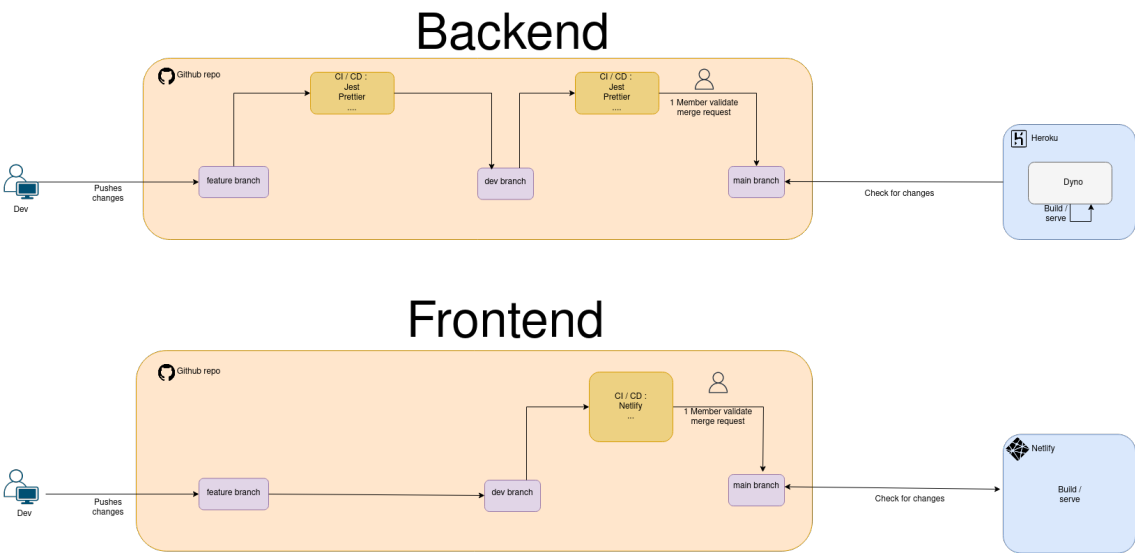 Backend
Github repo
CI / CD :
Jest
Prettier
....
CI / CD :
Jest
Prettier
....
1 Member validate
merge request
Heroku
Dyno
Build /
serve
feature branch
dev branch
main branch
Pushes
changes
Check for changes
Dev
Frontend
Github repo
CI / CD :
Netlify
...
1 Member validate
merge request
Netlify
Build /
serve
feature branch
dev branch
main branch
Pushes
changes
Check for changes
Dev